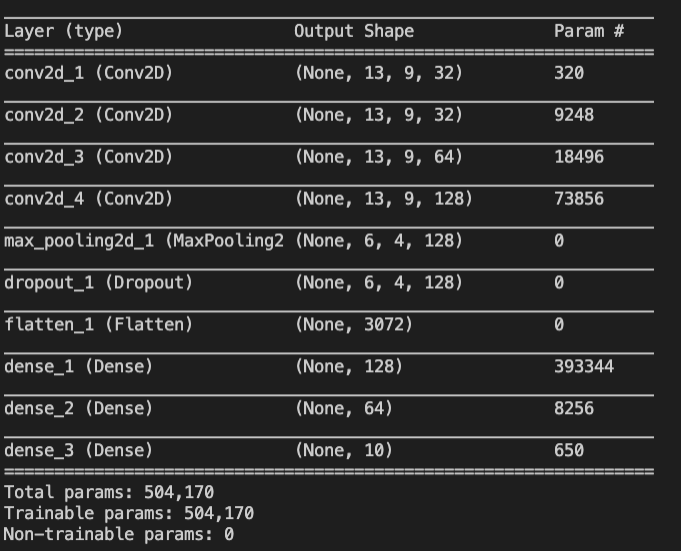 Layer (type) Output Shape Param #
=================================================================
conv2d_1 (Conv2D) (None, 13, 9, 32) 320
conv2d_2 (Conv2D) (None, 13, 9, 32) 9248
conv2d_3 (Conv2D) (None, 13, 9, 64) 18496
conv2d_4 (Conv2D) (None, 13, 9, 128) 73856
max_pooling2d_1 (MaxPooling2 (None, 6, 4, 128) 0
dropout_1 (Dropout) (None, 6, 4, 128) 0
flatten_1 (Flatten) (None, 3072) 0
dense_1 (Dense) (None, 128) 393344
dense_2 (Dense) (None, 64) 8256
dense_3 (Dense) (None, 10) 650
=================================================================
Total params: 504,170
Trainable params: 504,170
Non-trainable params: 0